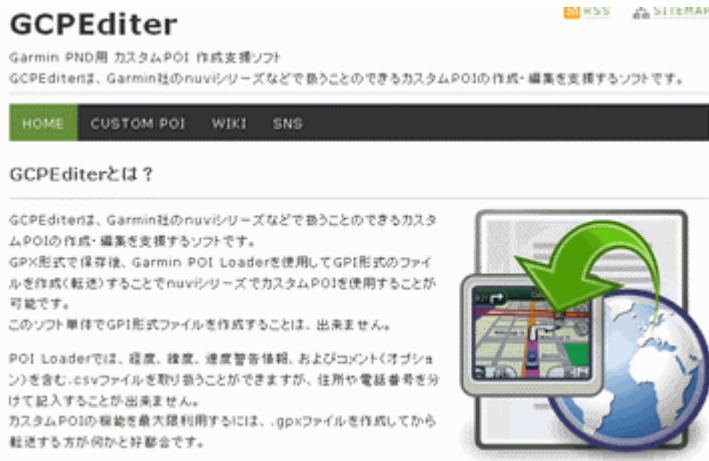 RSS SITEMAP
GCPEditer
Garmin PND用 カスタムPOI 作成支援ソフト
GCPEditerは、Garmin社のnuviシリーズなどで扱うことのできるカスタムPOIの作成・編集を支援するソフトです。
HOME CUSTOM POI WIKI SNS
GCPEditerとは？
GCPEditerは、Garmin社のnuviシリーズなどで扱うことのできるカスタ
ムPOIの作成・編集を支援するソフトです。
GPX形式で保存後、Garmin POI Loaderを使用してGPI形式のファイ
ルを作成(転送)することでnuviシリーズでカスタムPOIを使用することが
可能です。
このソフト単体でGPI形式ファイルを作成することは、出来ません。
POI Loaderでは、経度、緯度、速度警告情報、およびコメント(オプショ
ン)を含む.csvファイルを取り扱うことができますが、住所や電話番号を分
けて記入することが出来ません。
カスタムPOIの機能を最大限利用するには、.gpxファイルを作成してから
転送する方が何かと好都合です。